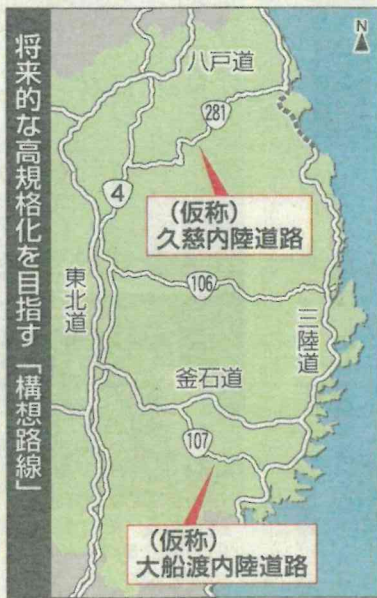 将来的な高規格化を目指す「構想路線」
N
八戸道
281
4
（仮称）
久慈内陸道路
東北道
106
三陸道
釜石道
107
（仮称）
大船渡内陸道路